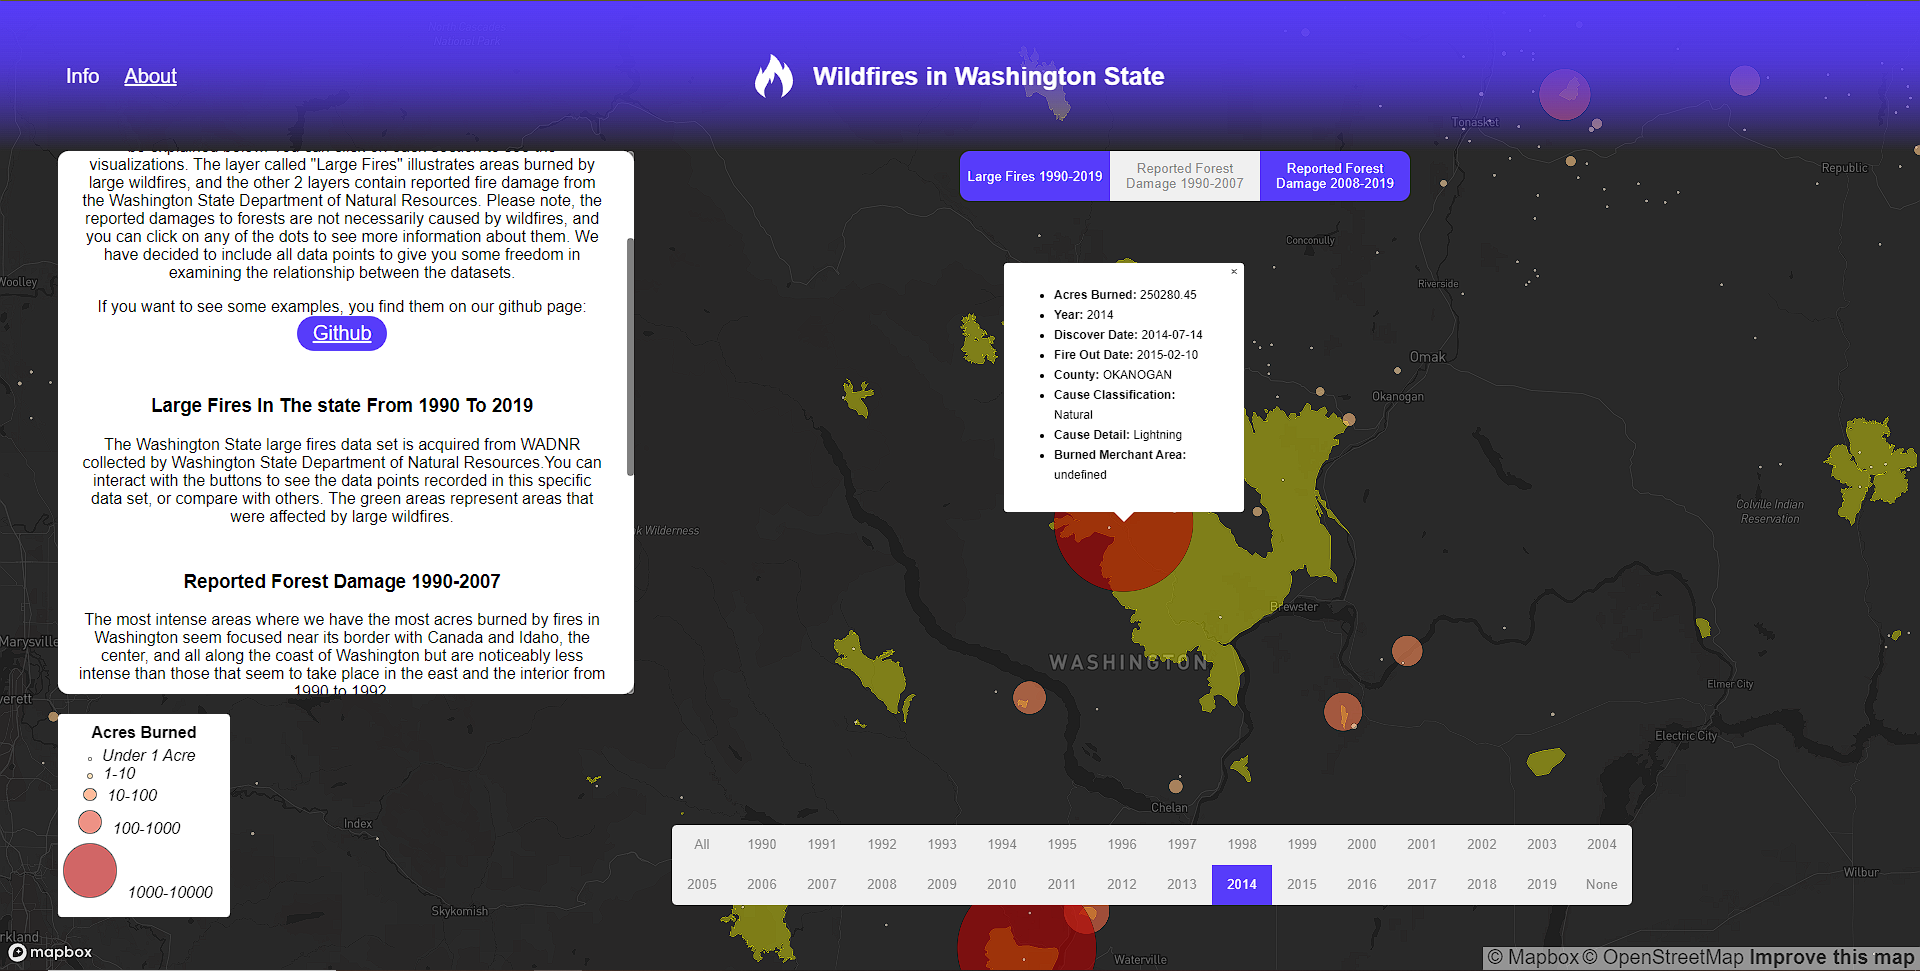 Info
About
Wildfires in Washington State
National Park
Tonasket
Republic
visualizations. The layer called "Large Fires" illustrates areas burned by
large wildfires, and the other 2 layers contain reported fire damage from
the Washington State Department of Natural Resources. Please note, the
reported damages to forests are not necessarily caused by wildfires, and
you can click on any of the dots to see more information about them. We
have decided to include all data points to give you some freedom in
examining the relationship between the datasets.
If you want to see some examples, you find them on our github page:
Github
Large Fires In The state From 1990 To 2019
The Washington State large fires data set is acquired from WADNR
collected by Washington State Department of Natural Resources.You can
interact with the buttons to see the data points recorded in this specific
data set, or compare with others. The green areas represent areas that
were affected by large wildfires.
Reported Forest Damage 1990-2007
The most intense areas where we have the most acres burned by fires in
Washington seem focused near its border with Canada and Idaho, the
center, and all along the coast of Washington but are noticeably less
intense than those that seem to take place in the east and the interior from
1990 to 1992
Large Fires 1990-2019
Reported Forest
Damage 1990-2007
Reported Forest
Damage 2008-2019
Conconully
Riverside
Omak
Okanogan
Acres Burned: 250280.45
Year: 2014
Discover Date: 2014-07-14
Fire Out Date: 2015-02-10
County: OKANOGAN
Cause Classification:
Natural
Cause Detail: Lightning
Burned Merchant Area:
undefined
Colville Indian
Reservation
Woolley
k Wilderness
Brewster
WASHINGTON
Marysville
Elmer City
Electric City
verett
Chelan
Index
Wilbur
Skykomish
Waterville
rkland
Acres Burned
Under 1 Acre
1-10
10-100
100-1000
1000-10000
All 1990 1991 1992 1993 1994 1995 1996 1997 1998 1999 2000 2001 2002 2003 2004
2005 2006 2007 2008 2009 2010 2011 2012 2013 2014 2015 2016 2017 2018 2019 None
mapbox
© Mapbox © OpenStreetMap Improve this map